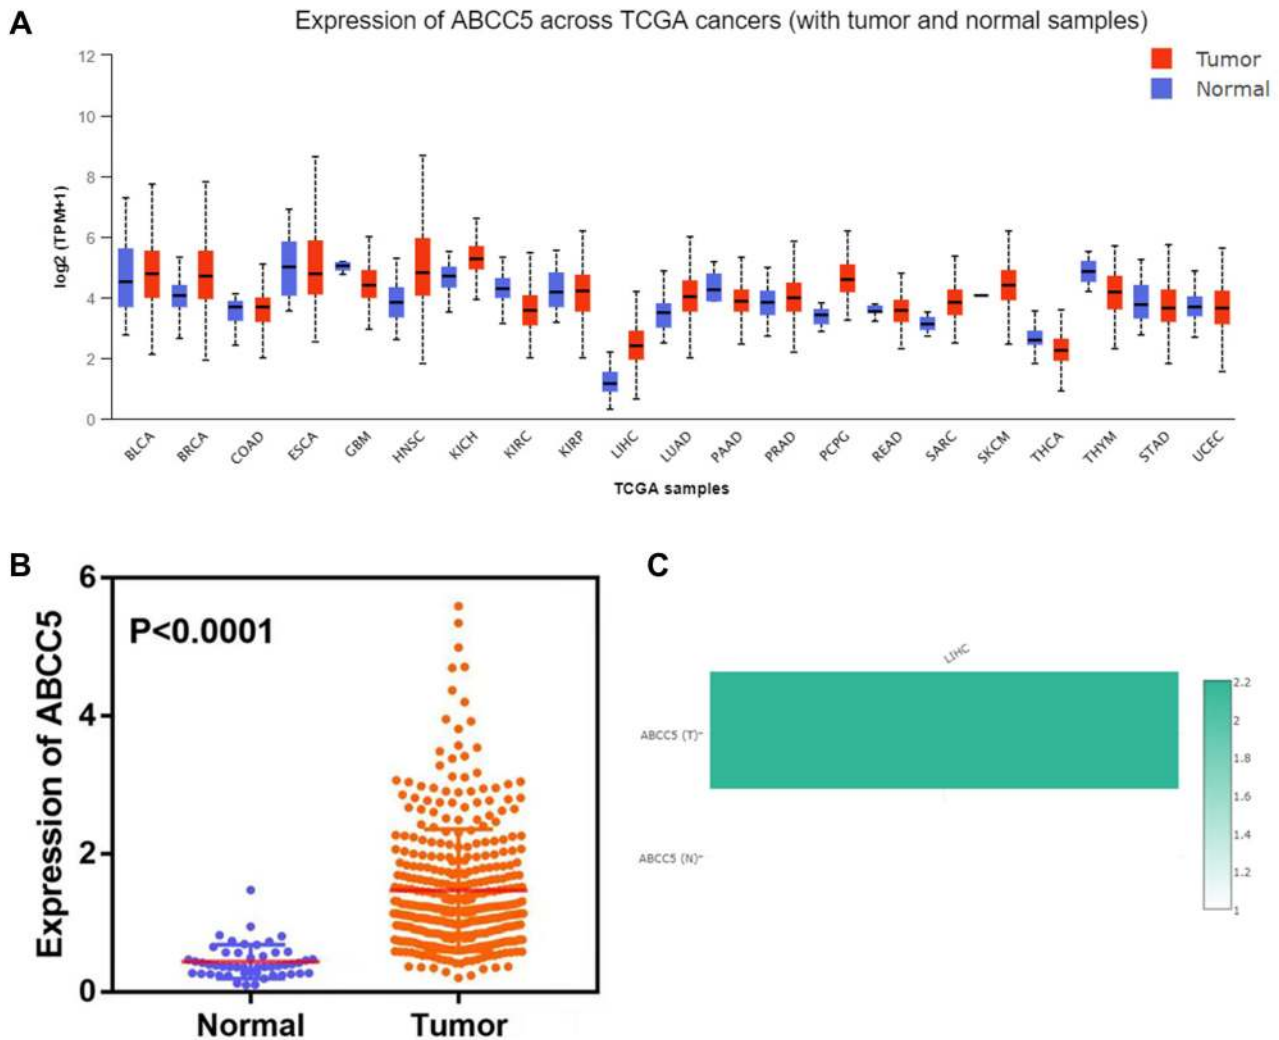 A
Expression of ABCC5 across TCGA cancers (with tumor and normal samples)
Tumor
Normal
log2 (TPM+1)
12
10
8
6
4
2
0
BLCA
BRCA
COAD
ESCA
GBM
HNSC
KICH
KIRC
KIRP
LIHC
LUAD
PAAD
PRAD
PCPG
READ
SARC
SKCM
THCA
THYM
STAD
UCEC
TCGA samples
B
Expression of ABCC5
6
4
2
0
P<0.0001
Normal
Tumor
C
LIHC
ABCC5 (T)
ABCC5 (N)
2.2
2
1.8
1.6
1.4
1.2
1